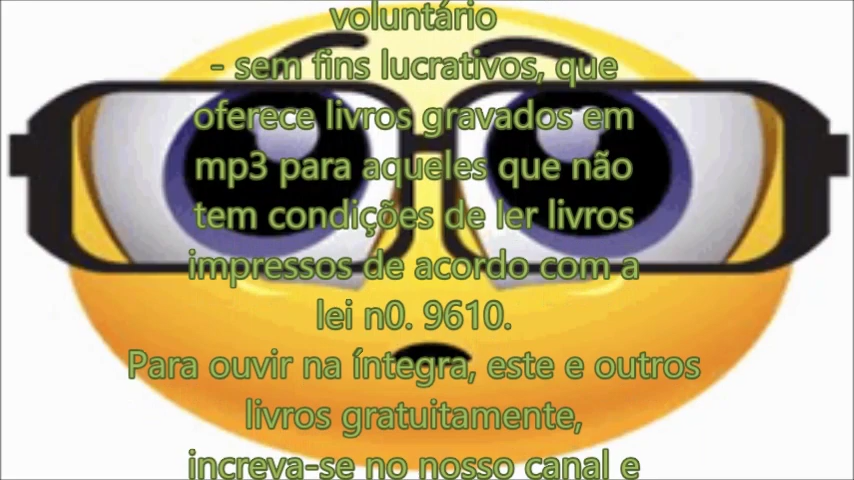 voluntário
- sem fins lucrativos, que
oferece livros gravados em
mp3 para aqueles que não
tem condições de ler livros
impressos de acordo com a
lei n0. 9610.
Para ouvir na íntegra, este e outros
livros gratuitamente,
increva-se no nosso canal e